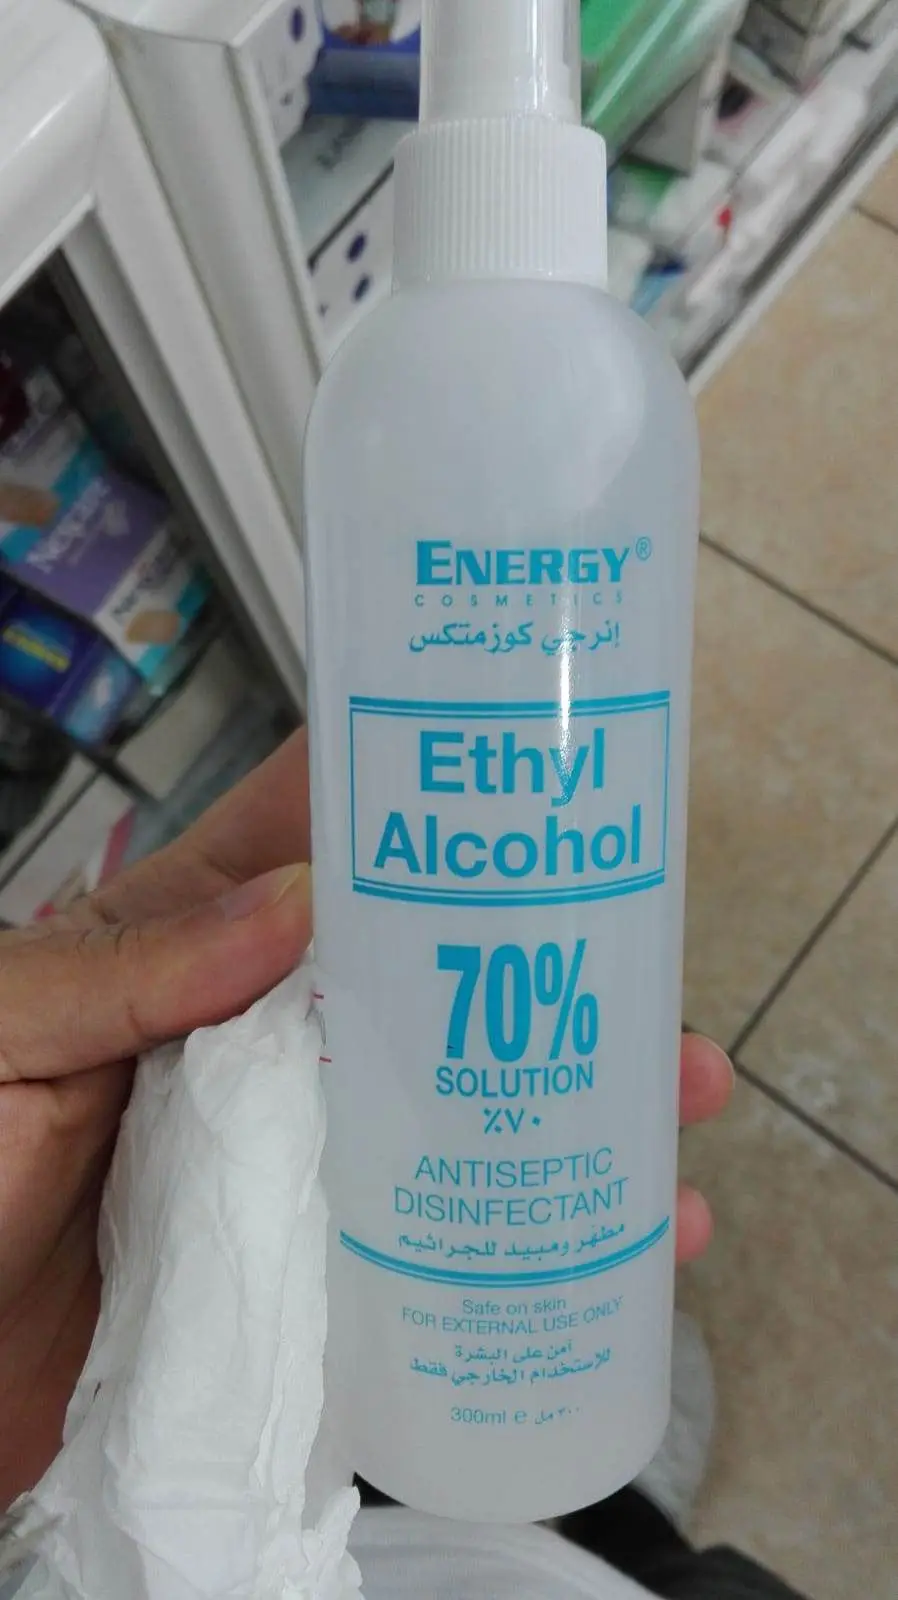 ENERGY®
COSMETICS
إنرجي كوزمتكس
Ethyl
Alcohol
70%
SOLUTION
٪٧٠
ANTISEPTIC
DISINFECTANT
مطهر ومبيد للجراثيم
Safe on skin
FOR EXTERNAL USE ONLY
آمن على البشرة
للاستخدام الخارجي فقط
300ml e ٣٠٠ مل